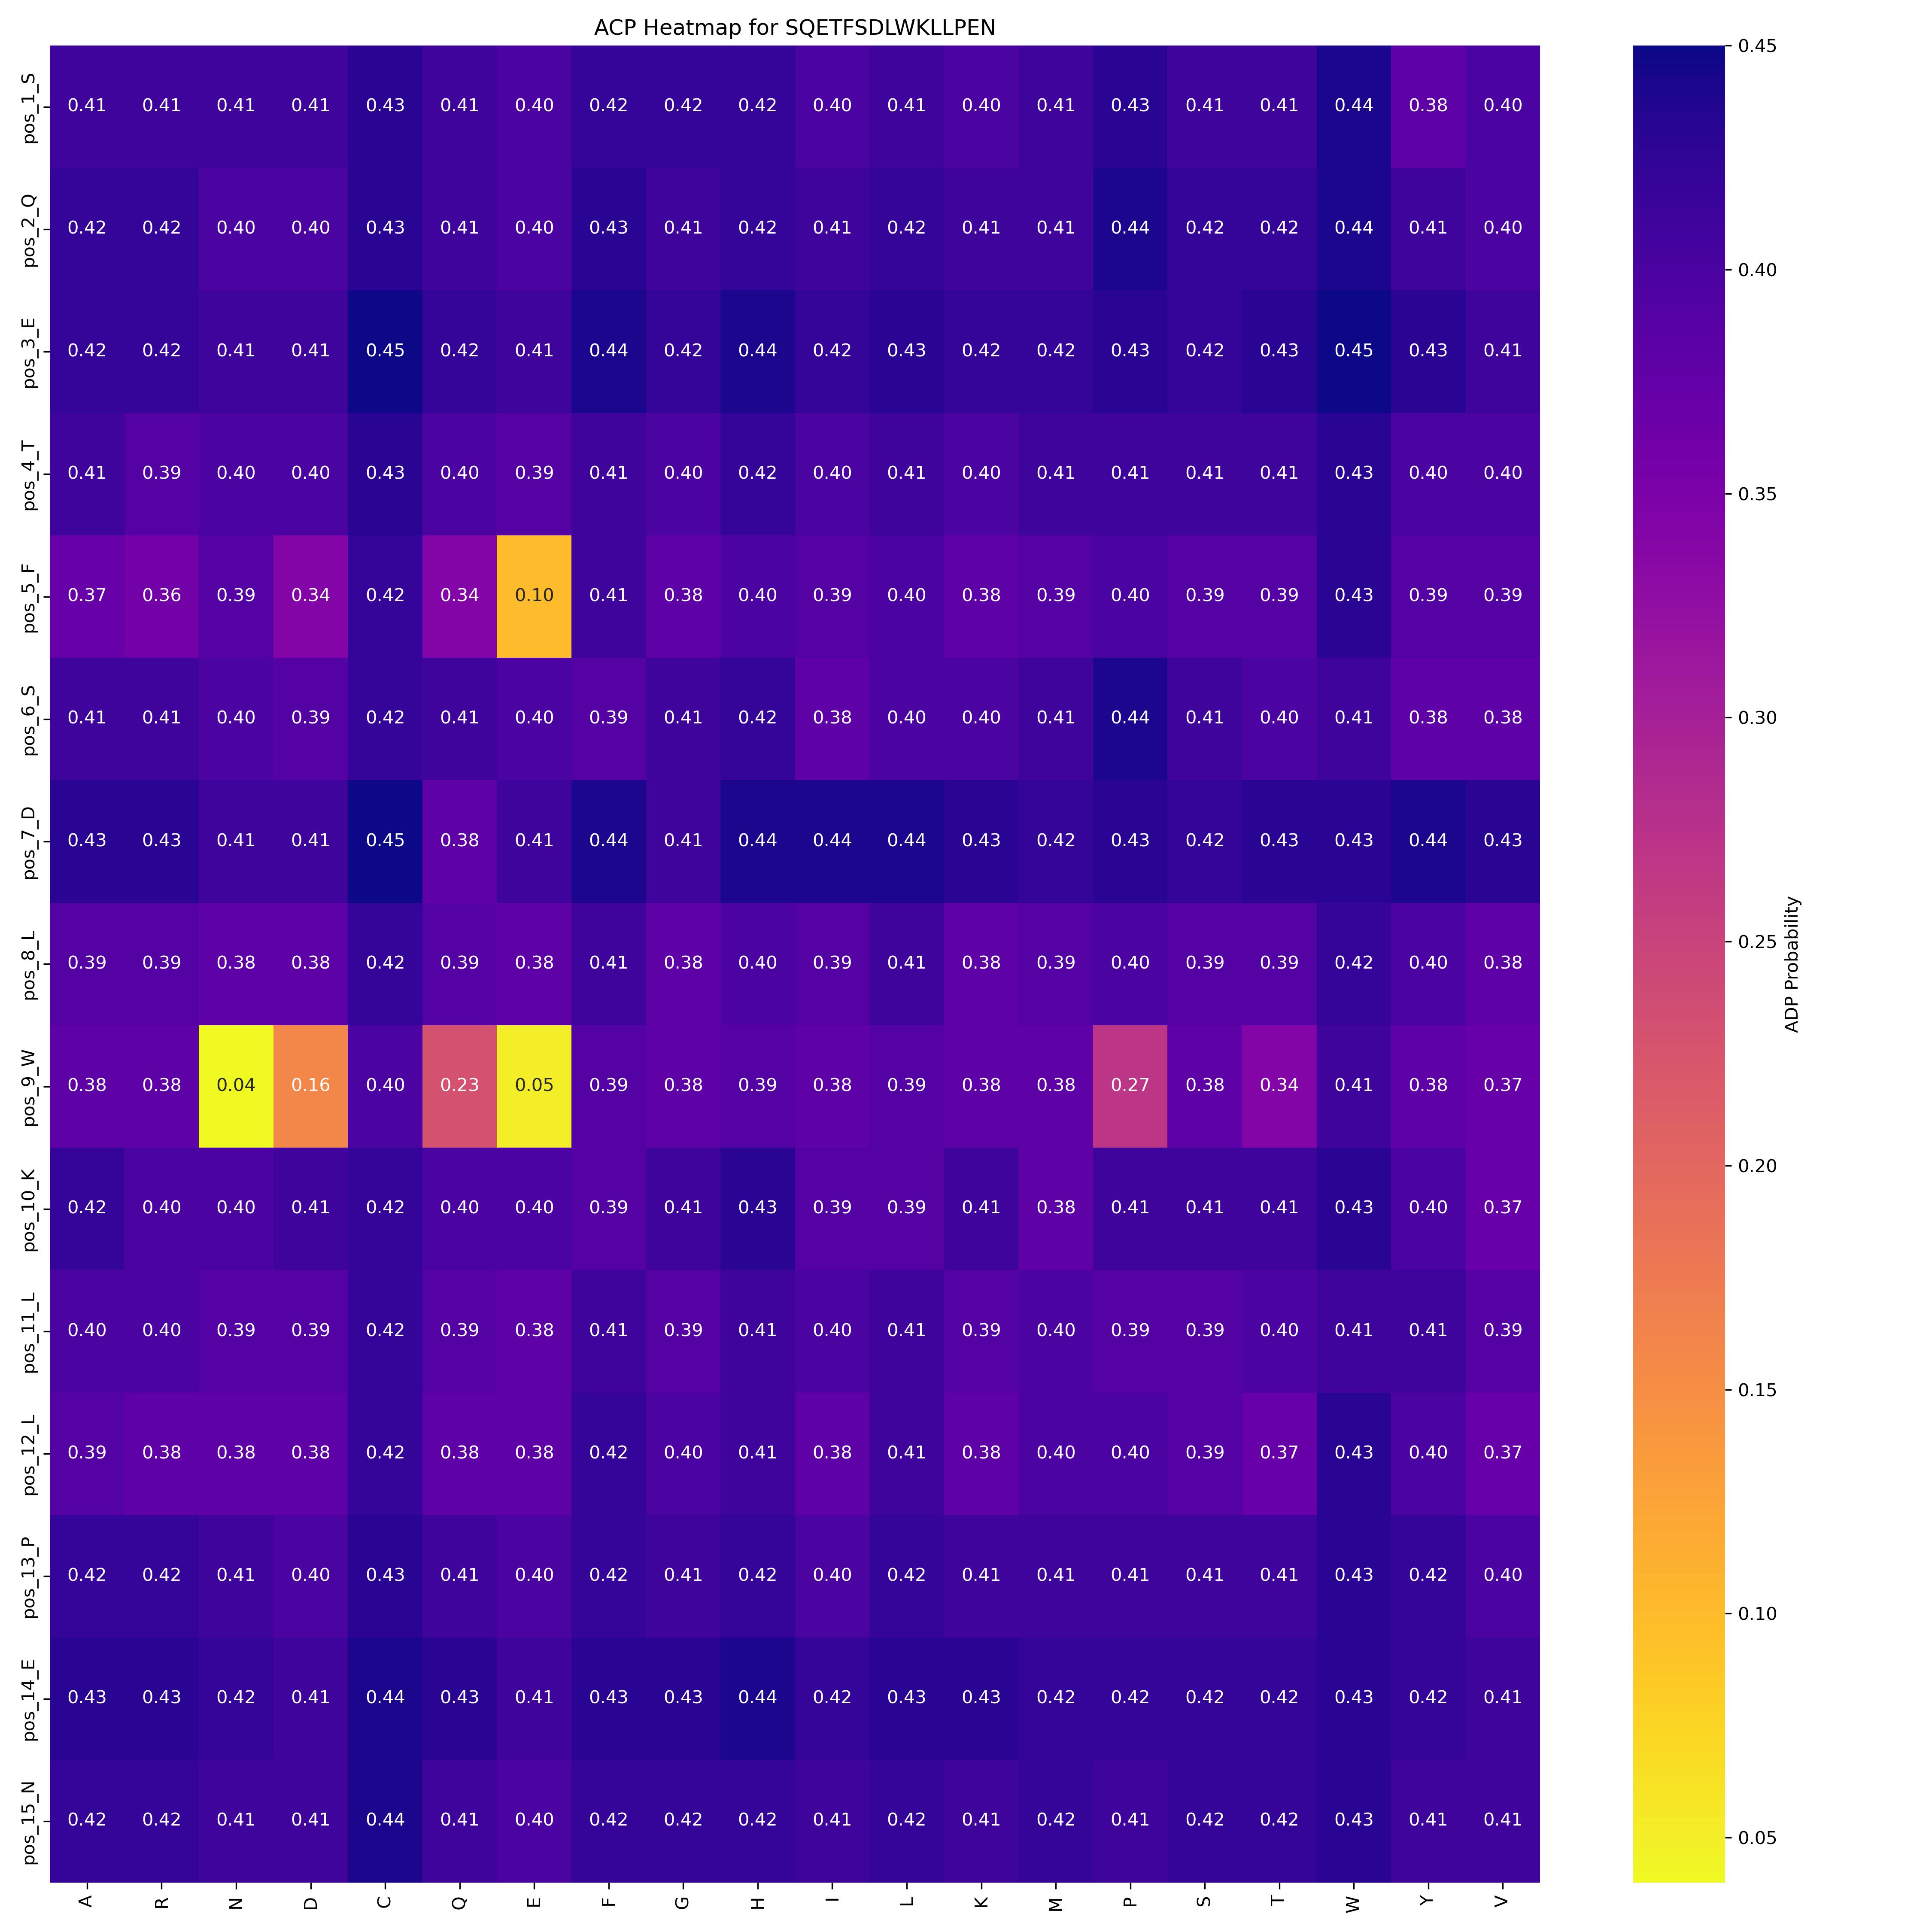 ACP Heatmap for SQETFSDLWKLLPEN
pos_1_S 0.41 0.41 0.41 0.41 0.43 0.41 0.40 0.42 0.42 0.42 0.40 0.41 0.40 0.41 0.43 0.41 0.41 0.44 0.38 0.40
pos_2_Q 0.42 0.42 0.40 0.40 0.43 0.41 0.40 0.43 0.41 0.42 0.41 0.42 0.41 0.41 0.44 0.42 0.42 0.44 0.41 0.40
pos_3_E 0.42 0.42 0.41 0.41 0.45 0.42 0.41 0.44 0.42 0.44 0.42 0.43 0.42 0.42 0.43 0.42 0.43 0.45 0.43 0.41
pos_4_T 0.41 0.39 0.40 0.40 0.43 0.40 0.39 0.41 0.40 0.42 0.40 0.41 0.40 0.41 0.41 0.41 0.41 0.43 0.40 0.40
pos_5_F 0.37 0.36 0.39 0.34 0.42 0.34 0.10 0.41 0.38 0.40 0.39 0.40 0.38 0.39 0.40 0.39 0.39 0.43 0.39 0.39
pos_6_S 0.41 0.41 0.40 0.39 0.42 0.41 0.40 0.39 0.41 0.42 0.38 0.40 0.40 0.41 0.44 0.41 0.40 0.41 0.38 0.38
pos_7_D 0.43 0.43 0.41 0.41 0.45 0.38 0.41 0.44 0.41 0.44 0.44 0.44 0.43 0.42 0.43 0.42 0.43 0.43 0.44 0.43
pos_8_L 0.39 0.39 0.38 0.38 0.42 0.39 0.38 0.41 0.38 0.40 0.39 0.41 0.38 0.39 0.40 0.39 0.39 0.42 0.40 0.38
pos_9_W 0.38 0.38 0.04 0.16 0.40 0.23 0.05 0.39 0.38 0.39 0.38 0.39 0.38 0.38 0.27 0.38 0.34 0.41 0.38 0.37
pos_10_K 0.42 0.40 0.40 0.41 0.42 0.40 0.40 0.39 0.41 0.43 0.39 0.39 0.41 0.38 0.41 0.41 0.41 0.43 0.40 0.37
pos_11_L 0.40 0.40 0.39 0.39 0.42 0.39 0.38 0.41 0.39 0.41 0.40 0.41 0.39 0.40 0.39 0.39 0.40 0.41 0.41 0.39
pos_12_L 0.39 0.38 0.38 0.38 0.42 0.38 0.38 0.42 0.40 0.41 0.38 0.41 0.38 0.40 0.40 0.39 0.37 0.43 0.40 0.37
pos_13_P 0.42 0.42 0.41 0.40 0.43 0.41 0.40 0.42 0.41 0.42 0.40 0.42 0.41 0.41 0.41 0.41 0.41 0.43 0.42 0.40
pos_14_E 0.43 0.43 0.42 0.41 0.44 0.43 0.41 0.43 0.43 0.44 0.42 0.43 0.43 0.42 0.42 0.42 0.42 0.43 0.42 0.41
pos_15_N 0.42 0.42 0.41 0.41 0.44 0.41 0.40 0.42 0.42 0.42 0.41 0.42 0.41 0.42 0.41 0.42 0.42 0.43 0.41 0.41
A R N D C Q E F G H I L K M P S T W Y V
0.45
0.40
0.35
0.30
0.25
0.20
0.15
0.10
0.05
ADP Probability